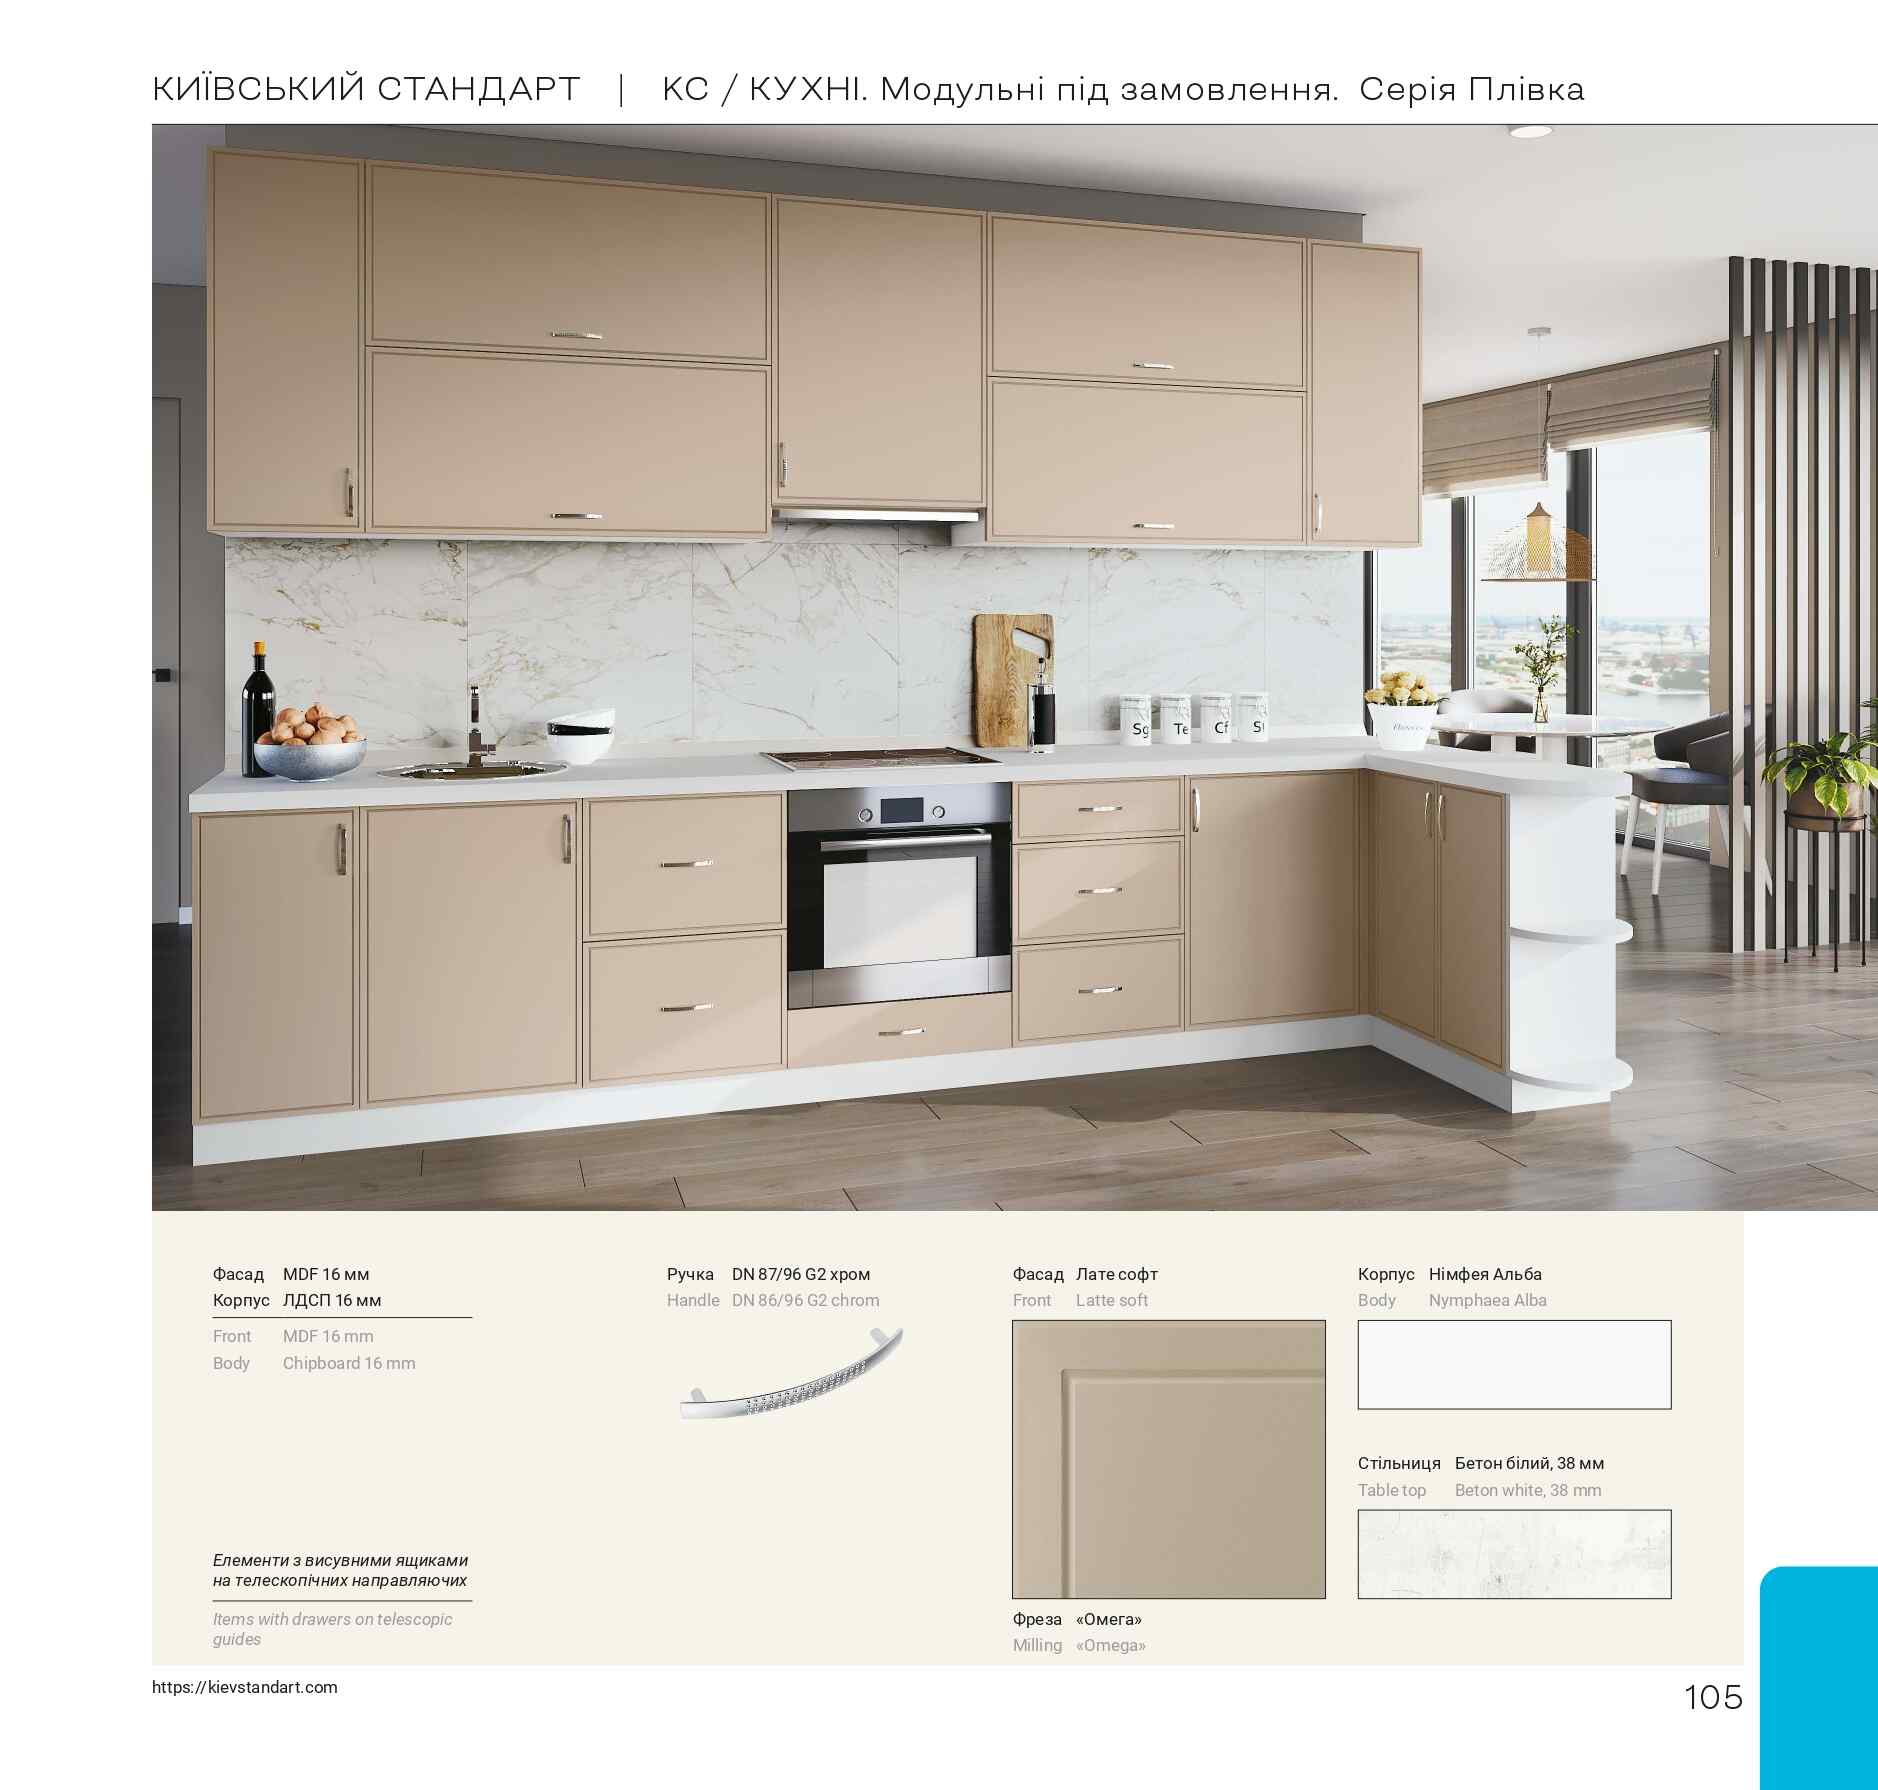 КИЇВСЬКИЙ СТАНДАРТ | КС / КУХНІ. Модульні під замовлення. Серія Плівка
Sg Te Cf
Фасад MDF 16 мм
Корпус ЛДСП 16 мм
Front MDF 16 mm
Body Chipboard 16 mm
Елементи з висувними ящиками
на телескопічних направляючих
Items with drawers on telescopic
guides
Ручка DN 87/96 G2 хром
Handle DN 86/96 G2 chrom
Фасад Лате софт
Front Latte soft
Фреза «Омега»
Milling «Omega»
Корпус Німфея Альба
Body Nymphaea Alba
Стільниця Бетон білий, 38 мм
Table top Beton white, 38 mm
https://kievstandart.com
105